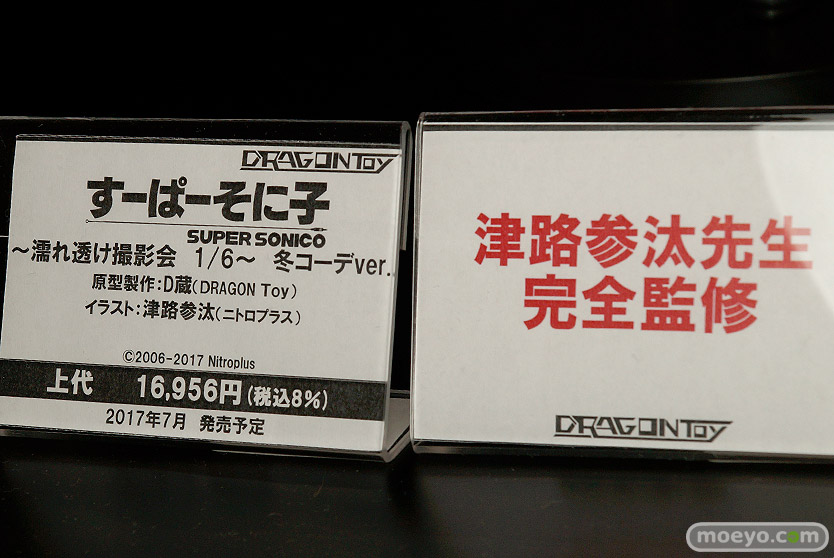 DRAGONToy
すーぱーそに子
SUPER SONICO
～濡れ透け撮影会 1/6～ 冬コーデver.
原型製作:D蔵(DRAGON Toy)
イラスト:津路参汰(ニトロプラス)
©2006-2017 Nitroplus
上代 16,956円(税込8%)
2017年7月 発売予定
津路参汰先生
完全監修
DRAGONToy
moeyo.com